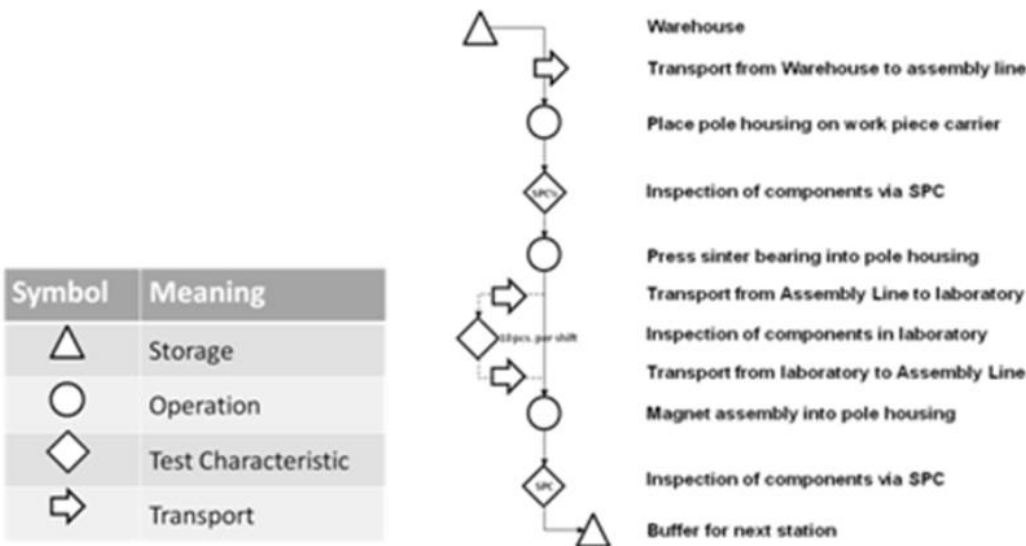 Warehouse
Transport from Warehouse to assembly line
Place pole housing on work piece carrier
Inspection of components via SPC
Press sinter bearing into pole housing
Transport from Assembly Line to laboratory
pcs. per shift
Inspection of components in laboratory
Transport from laboratory to Assembly Line
Magnet assembly into pole housing
SPC
Inspection of components via SPC
Buffer for next station
Symbol Meaning
Storage
Operation
Test Characteristic
Transport